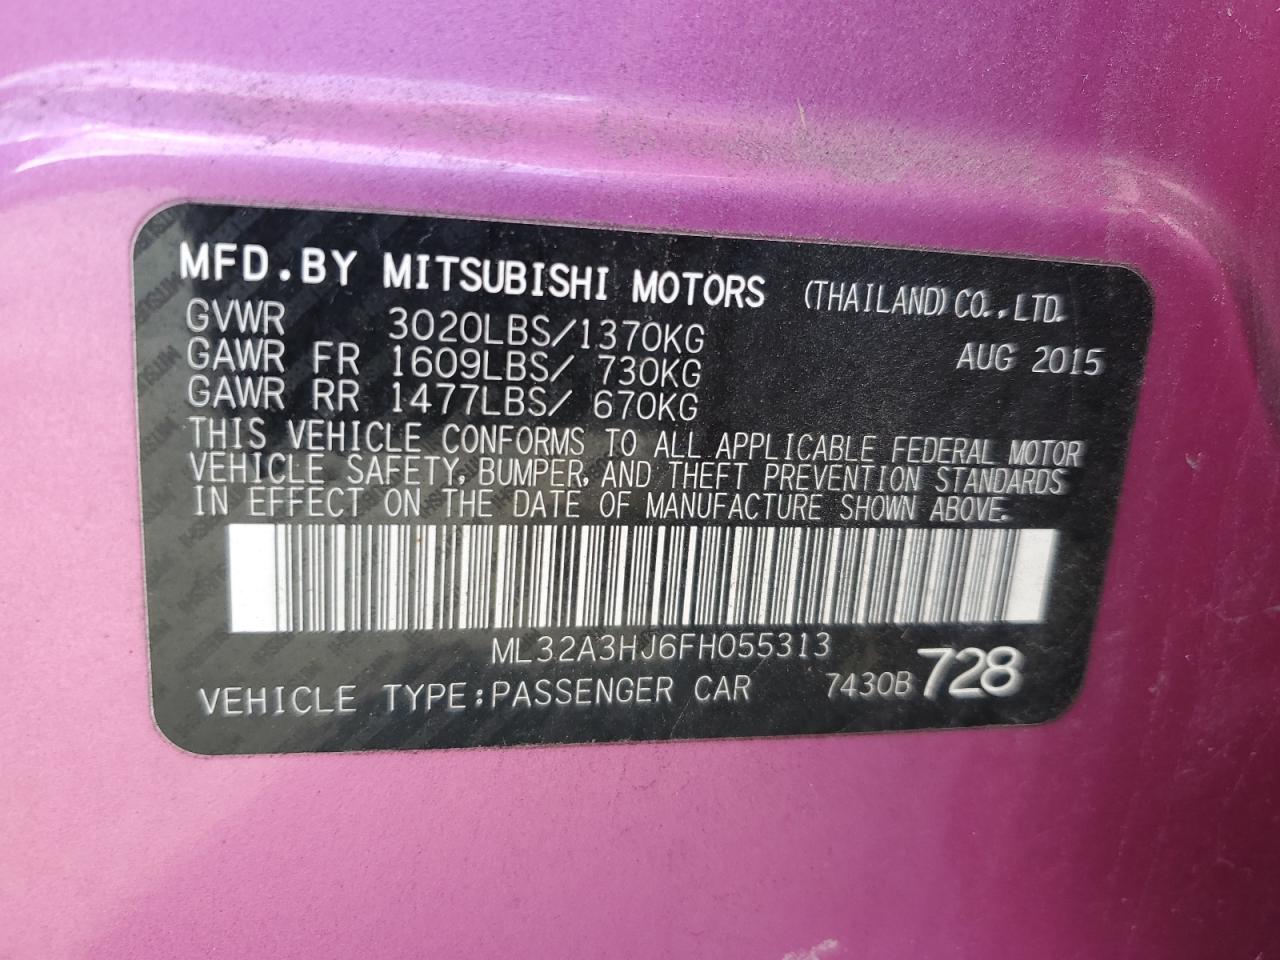 MFD.BY MITSUBISHI MOTORS (THAILAND) CO.,LTD.
GVWR 3020LBS/1370KG
GAWR FR 1609LBS/ 730KG AUG 2015
GAWR RR 1477LBS/ 670KG
THIS VEHICLE CONFORMS TO ALL APPLICABLE FEDERAL MOTOR
VEHICLE SAFETY, BUMPER, AND THEFT PREVENTION STANDARDS
IN EFFECT ON THE DATE OF MANUFACTURE SHOWN ABOVE.
ML32A3HJ6FH055313
VEHICLE TYPE:PASSENGER CAR 7430B 728